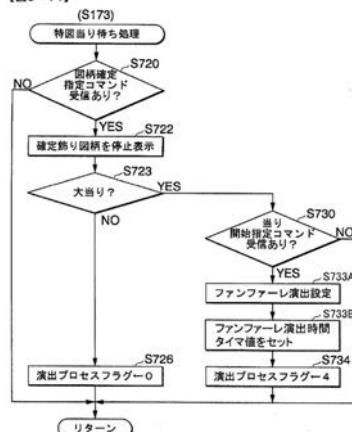 (S173)
特図当り待ち処理
S720
図柄確定
指定コマンド
受信あり?
NO
YES
S722
確定飾り図柄を停止表示
S723
大当り?
YES
NO
S730
当り
開始指定コマンド
受信あり?
NO
YES
S733A
ファンファーレ演出設定
S733B
ファンファーレ演出時間
タイマ値をセット
S726
演出プロセスフラグ←0
S734
演出プロセスフラグ←4
リターン